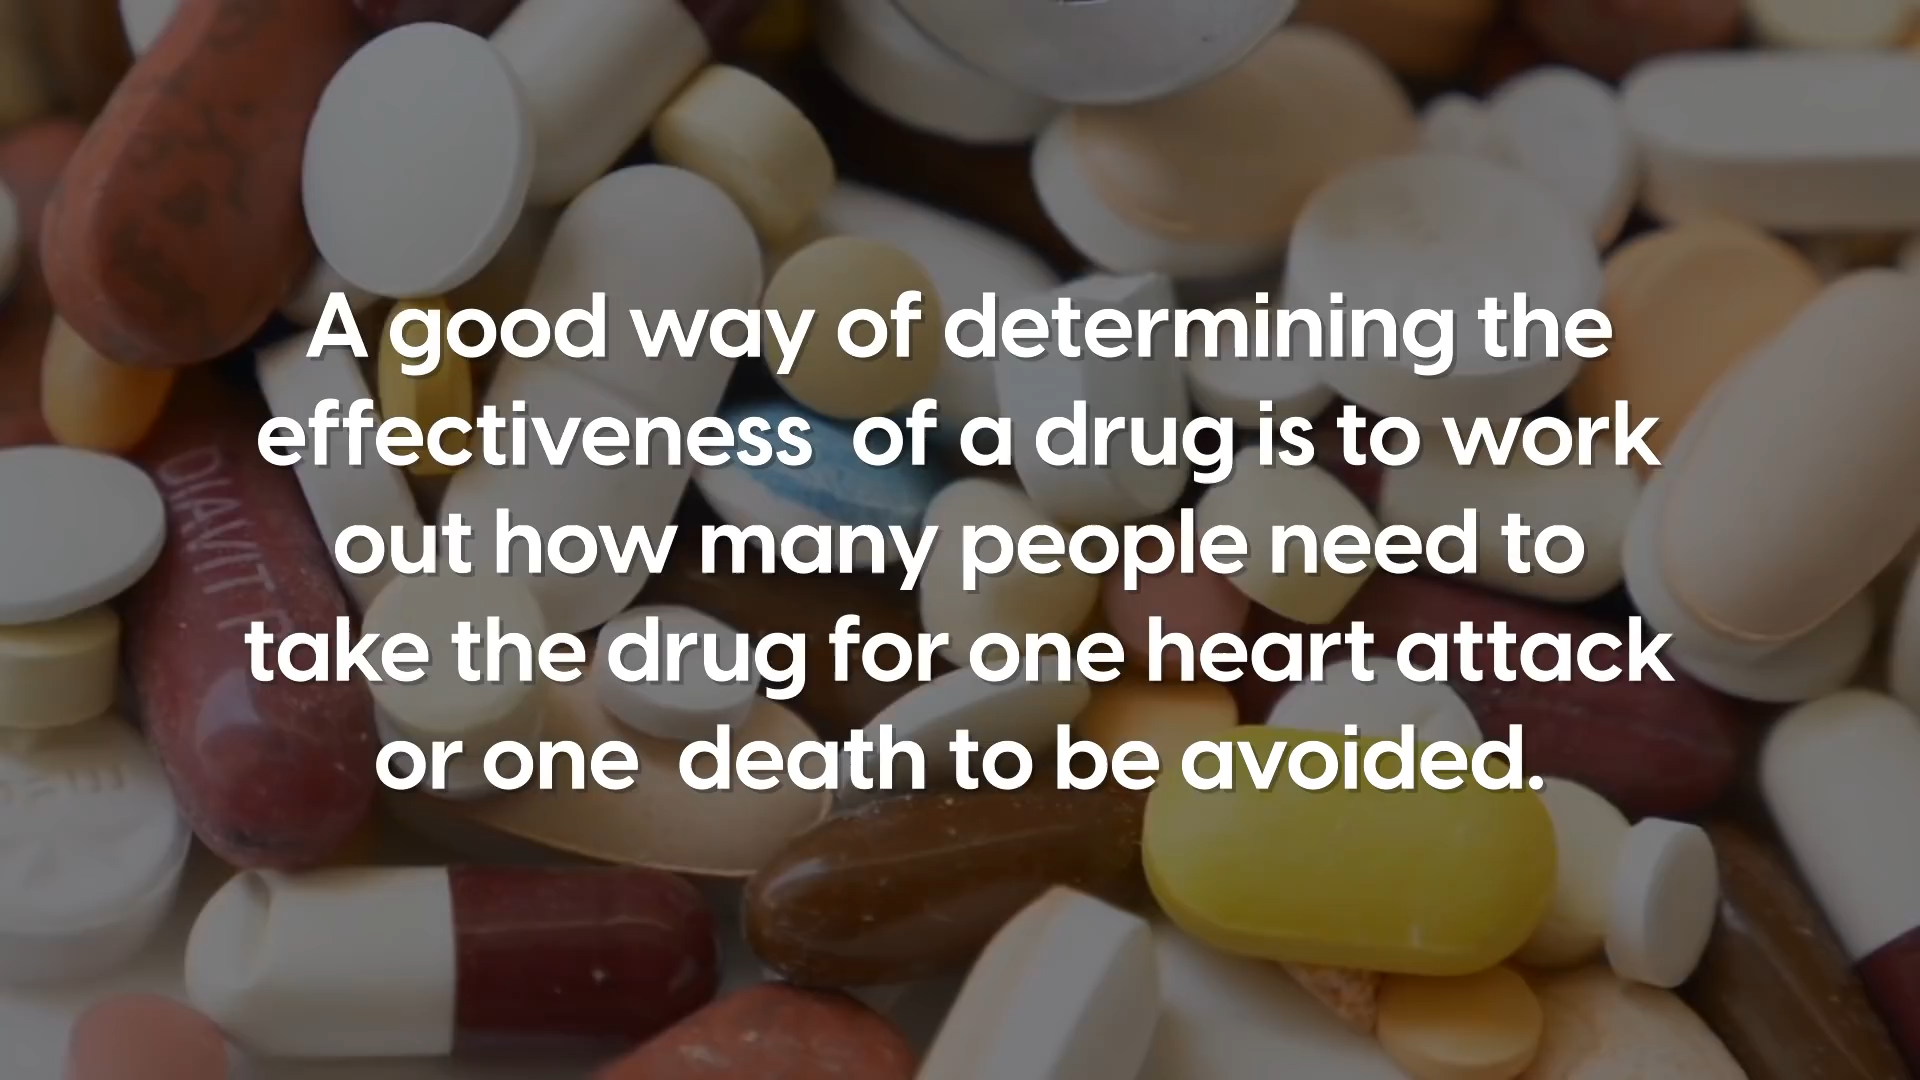 A good way of determining the
effectiveness of a drug is to work
out how many people need to
take the drug for one heart attack
or one death to be avoided.
DIAVIT